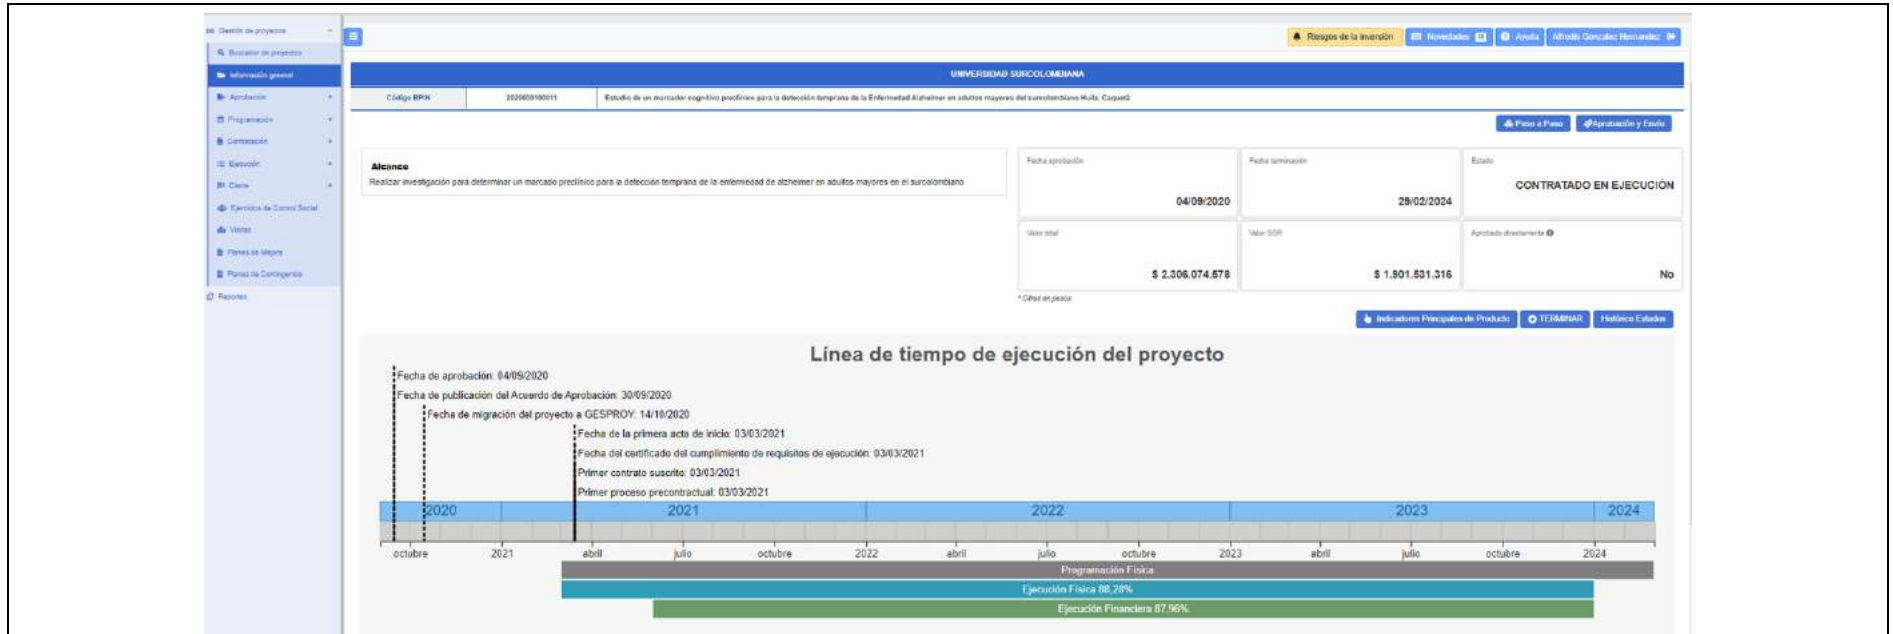 Gestión de proyectos
Buscador de proyectos
Información general
Aprobación
Programación
Contratación
Ejecución
Cierre
Ejercicios de Control Social
Visitas
Planes de Mejora
Planes de Contingencia
Reportes
Riesgos de la inversión
Novedades
Ayuda
Alfredis González Hernández
UNIVERSIDAD SURCOLOMBIANA
Código BPIN
Estudio de un marcador cognitivo preclínico para la detección temprana de la Enfermedad Alzheimer en adultos mayores del surcolombiano Huila, Caquetá
Paso a Paso
Aprobación y Envío
Alcance
Realizar investigación para determinar un marcado preclínico para la detección temprana de la enfermedad de alzheimer en adultos mayores en el surcolombiano
Fecha aprobación
04/09/2020
Fecha terminación
29/02/2024
Estado
CONTRATADO EN EJECUCIÓN
Valor total
$ 2.306.074.578
Valor SGR
$ 1.901.531.316
Aprobado directamente
No
* Cifras en pesos
Indicadores Principales de Producto
TERMINAR
Histórico Estados
Línea de tiempo de ejecución del proyecto
Fecha de aprobación: 04/09/2020
Fecha de publicación del Acuerdo de Aprobación: 30/09/2020
Fecha de migración del proyecto a GESPROY: 14/10/2020
Fecha de la primera acta de inicio: 03/03/2021
Fecha del certificado del cumplimiento de requisitos de ejecución: 03/03/2021
Primer contrato suscrito: 03/03/2021
Primer proceso precontractual: 03/03/2021
2020 2021 2022 2023 2024
octubre 2021 abril julio octubre 2022 abril julio octubre 2023 abril julio octubre 2024
Programación Física
Ejecución Física 88,28%
Ejecución Financiera 87,96%